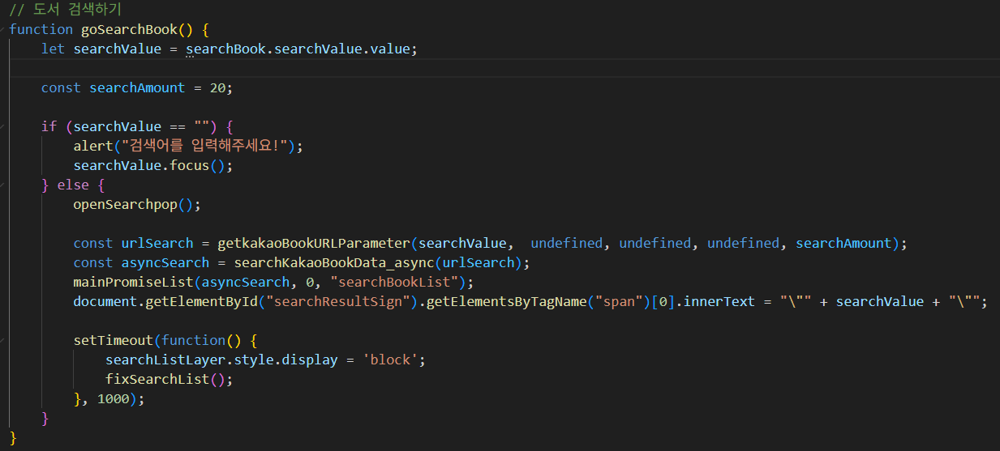 // 도서 검색하기
function goSearchBook() {
let searchValue = searchBook.searchValue.value;
const searchAmount = 20;
if (searchValue == "") {
alert("검색어를 입력해주세요!");
searchValue.focus();
} else {
openSearchpop();
const urlSearch = getkakaoBookURLParameter(searchValue,  undefined, undefined, undefined, searchAmount);
const asyncSearch = searchKakaoBookData_async(urlSearch);
mainPromiseList(asyncSearch, 0, "searchBookList");
document.getElementById("searchResultSign").getElementsByTagName("span")[0].innerText = "\"" + searchValue + "\"";
setTimeout(function() {
searchListLayer.style.display = 'block';
fixSearchList();
}, 1000);
}
}